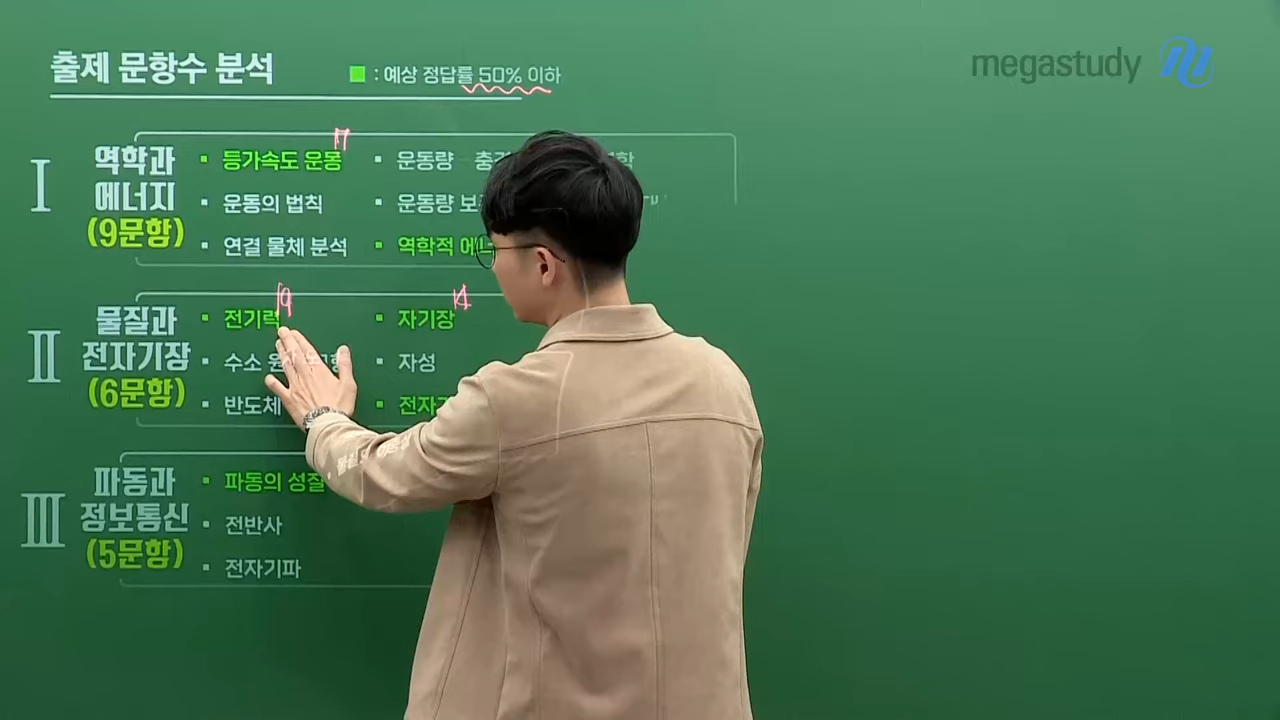 출제 문항수 분석
: 예상 정답률 50% 이하
megastudy
I 역학과 에너지 (9문항)
등가속도 운동
운동량
17
운동의 법칙
운동량
연결 물체 분석
역학적
II 물질과 전자기장 (6문항)
전기력
19
자기장
수소
자성
반도체
III 파동과 정보통신 (5문항)
파동의 성질
전반사
전자기파